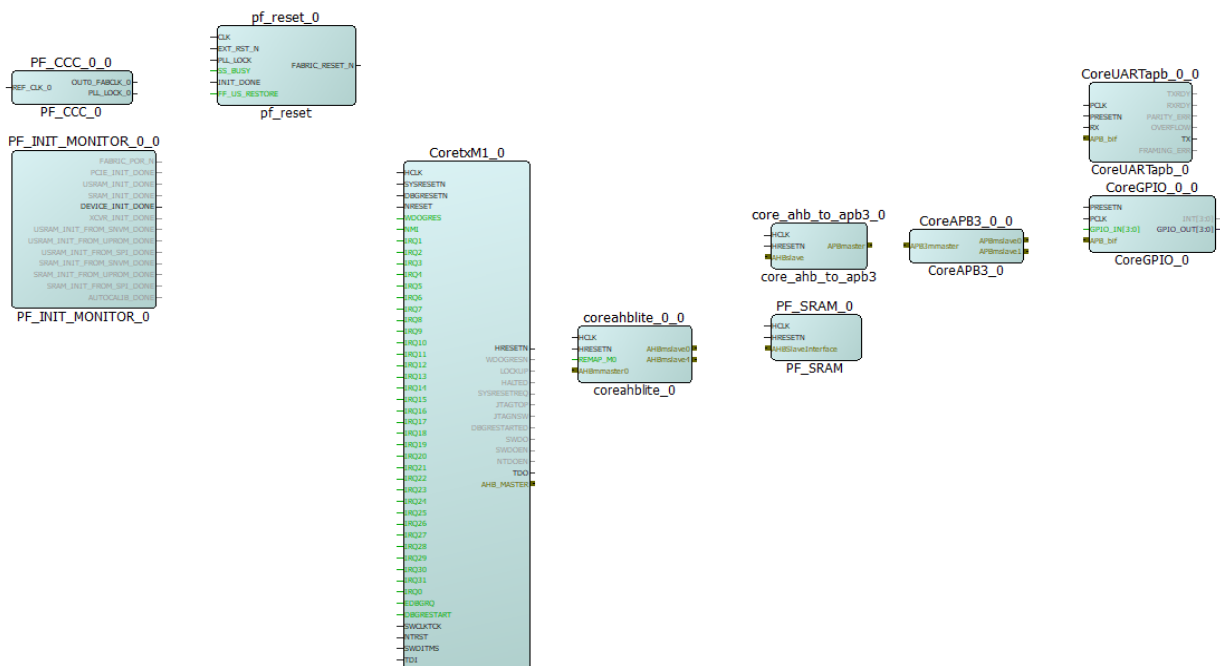 PF_CCC_0_0
REF_CLK_0
OUT0_FABCLK_0
PLL_LOCK_0
PF_CCC_0
pf_reset_0
CLK
EXT_RST_N
PLL_LOCK
SS_BUSY
INIT_DONE
FF_US_RESTORE
FABRIC_RESET_N
pf_reset
PF_INIT_MONITOR_0_0
FABRIC_POR_N
PCIE_INIT_DONE
USRAM_INIT_DONE
SRAM_INIT_DONE
DEVICE_INIT_DONE
XCVR_INIT_DONE
USRAM_INIT_FROM_SNVM_DONE
USRAM_INIT_FROM_UPROM_DONE
USRAM_INIT_FROM_SPI_DONE
SRAM_INIT_FROM_SNVM_DONE
SRAM_INIT_FROM_UPROM_DONE
SRAM_INIT_FROM_SPI_DONE
AUTOCALIB_DONE
PF_INIT_MONITOR_0
CoretxM1_0
HCLK
SYSRESETN
DBGRESETN
NRESET
WDOGRES
NMI
IRQ1
IRQ2
IRQ3
IRQ4
IRQ5
IRQ6
IRQ7
IRQ8
IRQ9
IRQ10
IRQ11
IRQ12
IRQ13
IRQ14
IRQ15
IRQ16
IRQ17
IRQ18
IRQ19
IRQ20
IRQ21
IRQ22
IRQ23
IRQ24
IRQ25
IRQ26
IRQ27
IRQ28
IRQ29
IRQ30
IRQ31
IRQ0
EDBGRQ
DBGRESTART
SWCLKTCK
NTRST
SWDITMS
TDI
HRESETN
WDOGRESN
LOCKUP
HALTED
SYSRESETREQ
JTAGTOP
JTAGNSW
DBGRESTARTED
SWDO
SWDOEN
NTDOEN
TDO
AHB_MASTER
coreahblite_0_0
HCLK
HRESETN
REMAP_M0
AHBmmaster0
AHBmslave0
AHBmslave4
coreahblite_0
core_ahb_to_apb3_0
HCLK
HRESETN
AHBslave
APBmaster
core_ahb_to_apb3
PF_SRAM_0
HCLK
HRESETN
AHBSlaveInterface
PF_SRAM
CoreAPB3_0_0
APB3mmaster
APBmslave0
APBmslave1
CoreAPB3_0
CoreUARTapb_0_0
PCLK
PRESETN
RX
APB_bif
TXRDY
RXRDY
PARITY_ERR
OVERFLOW
TX
FRAMING_ERR
CoreUARTapb_0
CoreGPIO_0_0
PRESETN
PCLK
GPIO_IN[3:0]
APB_bif
INT[3:0]
GPIO_OUT[3:0]
CoreGPIO_0